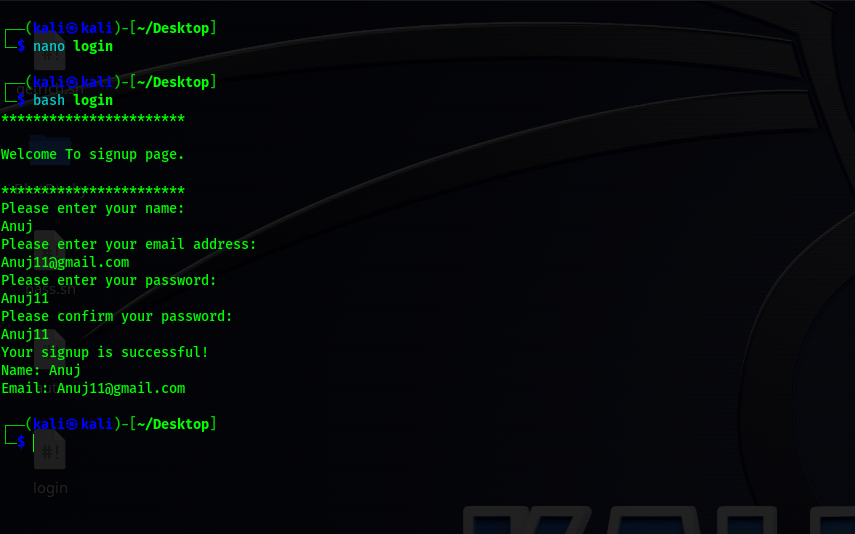 ┌──(kali㉿kali)-[~/Desktop]
└─$ nano login
┌──(kali㉿kali)-[~/Desktop]
└─$ bash login
***********************
Welcome To signup page.
***********************
Please enter your name:
Anuj
Please enter your email address:
Anuj11@gmail.com
Please enter your password:
Anuj11
Please confirm your password:
Anuj11
Your signup is successful!
Name: Anuj
Email: Anuj11@gmail.com
┌──(kali㉿kali)-[~/Desktop]
└─$
#!
login